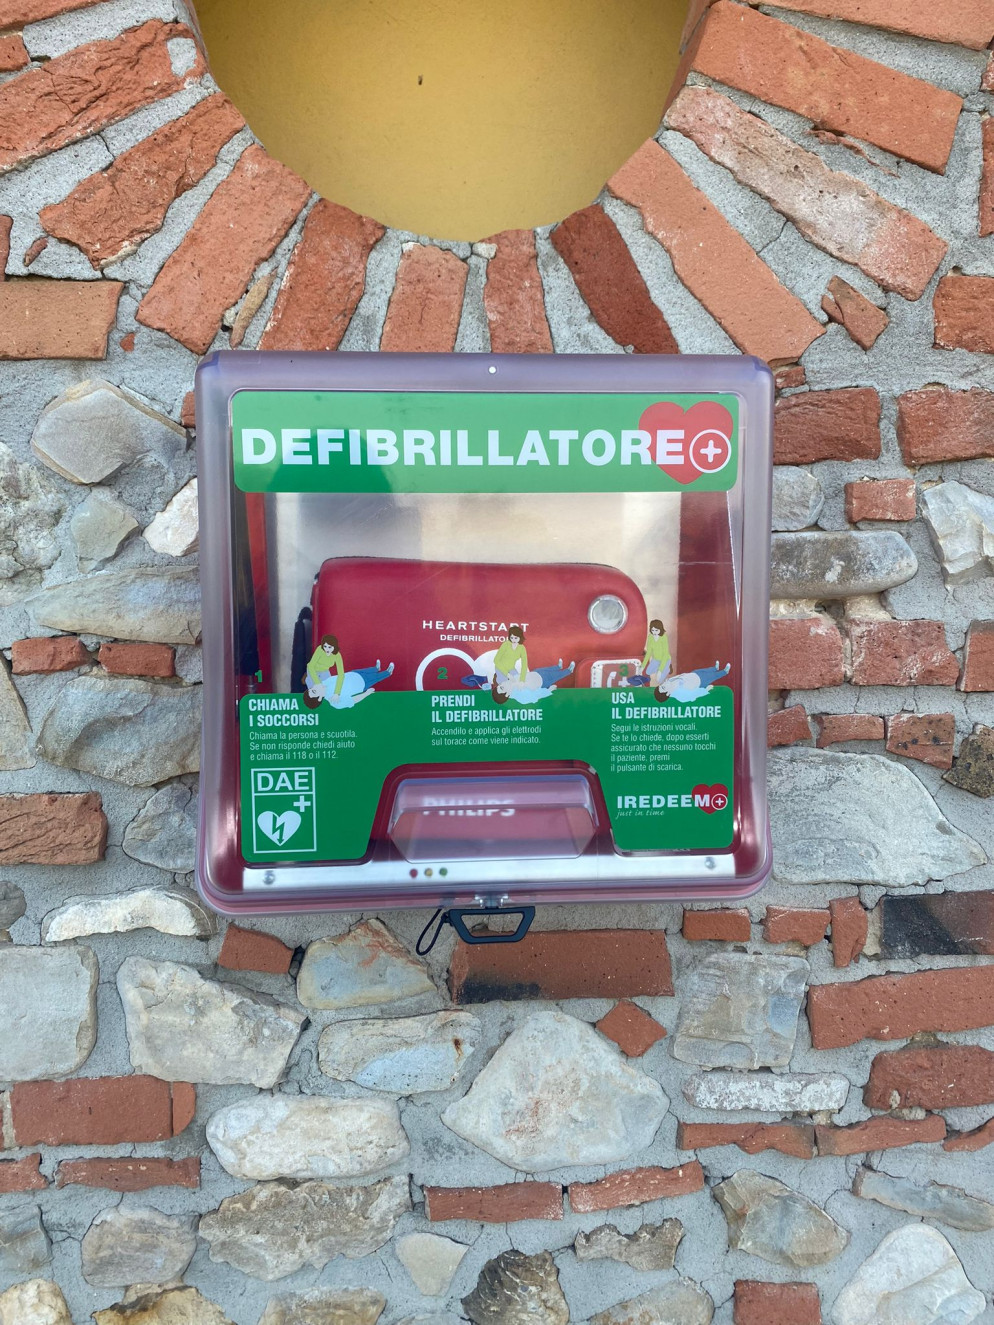 DEFIBRILLATORE
HEARTSTART
DEFIBRILLATOR
1
CHIAMA
I SOCCORSI
Chiama la persona e scuotila.
Se non risponde chiedi aiuto
e chiama il 118 o il 112.
2
PRENDI
IL DEFIBRILLATORE
Accendilo e applica gli elettrodi
sul torace come viene indicato.
3
USA
IL DEFIBRILLATORE
Segui le istruzioni vocali.
Se te lo chiede, dopo esserti
assicurato che nessuno tocchi
il paziente, premi
il pulsante di scarica.
DAE
PHILIPS
IREDEEM
just in time